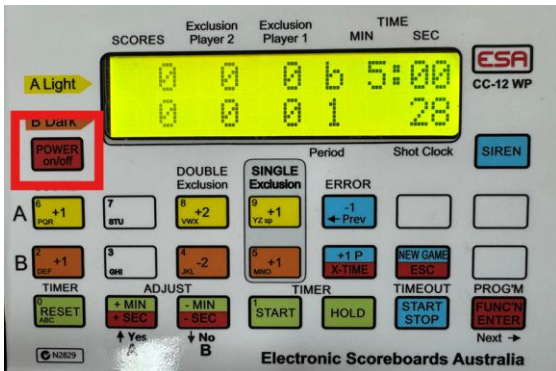 Exclusion Exclusion TIME
SCORES Player 2 Player 1 MIN SEC
A Light 0 0 0 b 5:00 ESA
CC-12 WP
B Dark 0 0 0 1 28
POWER on/off
Period Shot Clock SIREN
DOUBLE Exclusion
SINGLE Exclusion
ERROR
A
6 +1 PQR
7 STU
8 +2 VWX
9 +1 YZ sp
-1 ← Prev
B
2 +1 DEF
3 GHI
4 -2 JKL
5 +1 MNO
+1 P X-TIME
NEW GAME ESC
TIMER ADJUST TIMER TIMEOUT PROG'M
0 RESET ABC
+ MIN + SEC
- MIN - SEC
1 START
HOLD
START STOP
FUNC'N ENTER
↑ Yes A
↓ No B
Next →
C N2829
Electronic Scoreboards Australia